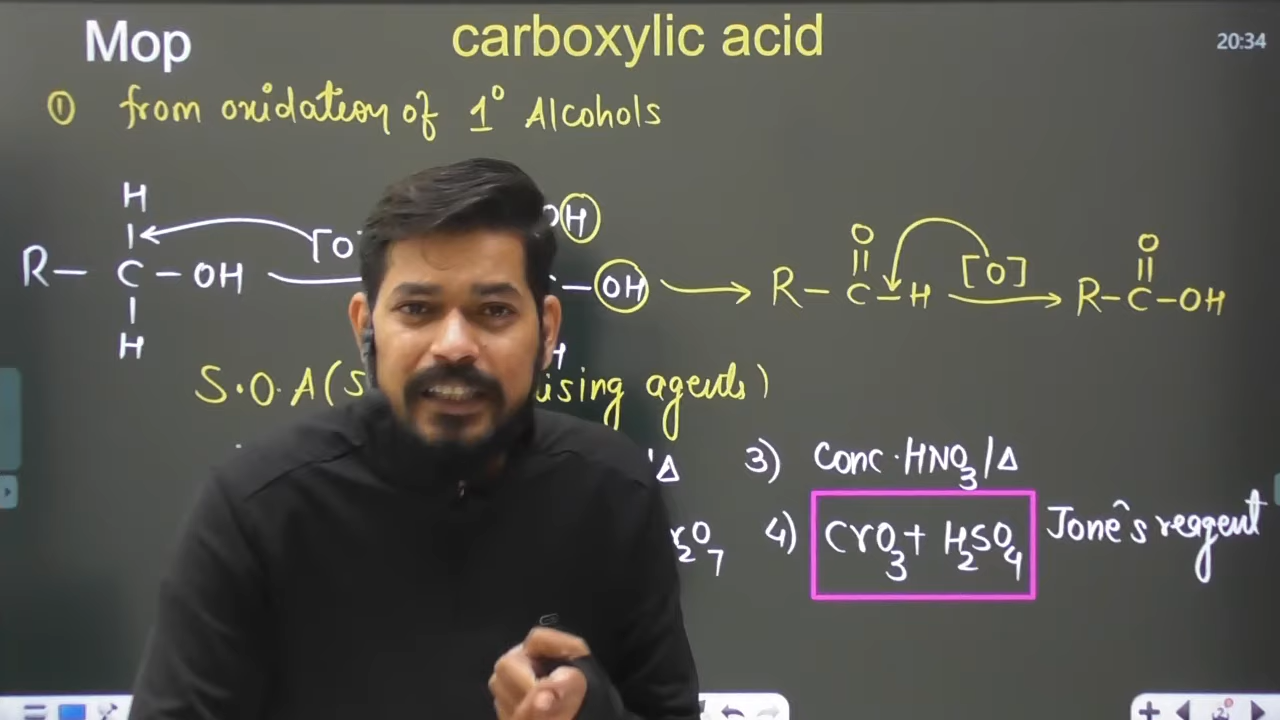 Mop carboxylic acid 20:34
① from oxidation of 1° Alcohols
H
R – C – OH [O
H
OH
– OH
H
R – C – H
O
[O]
R – C – OH
O
S.O.A (S ising agents)
/Δ 3) Conc. HNO3/Δ
r2O7 4) CrO3 + H2SO4 Jone's reagent